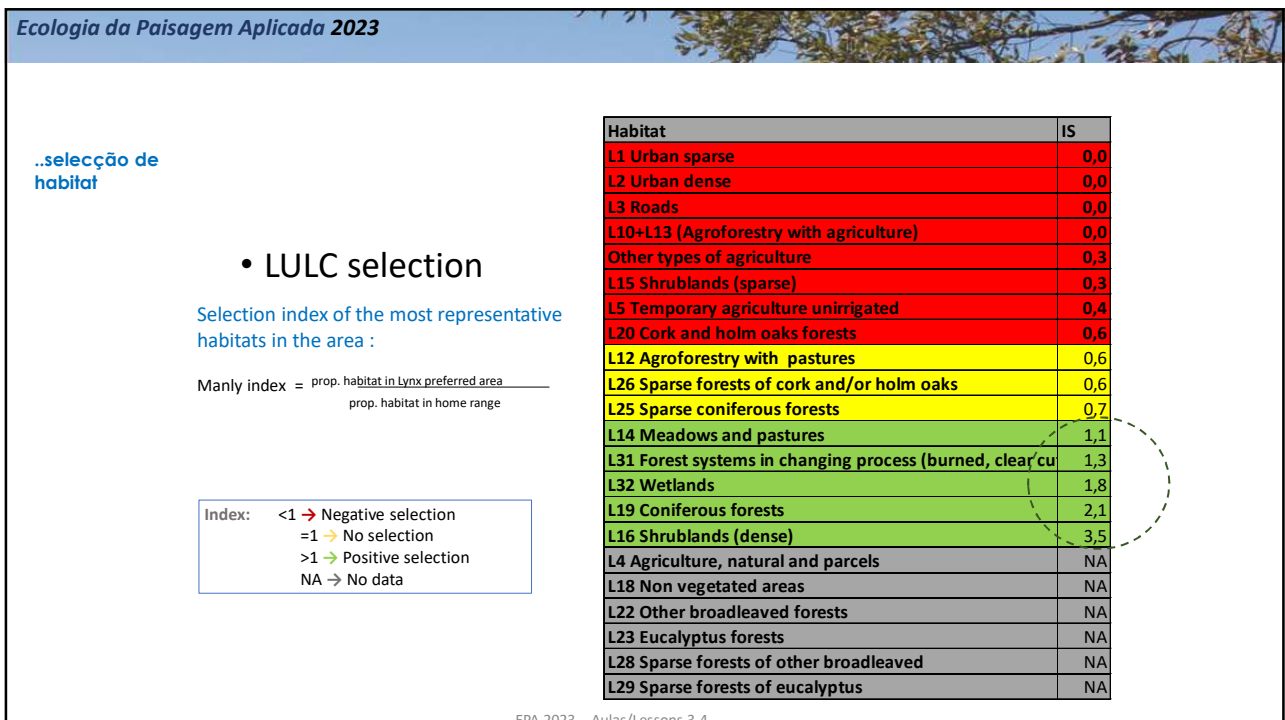 Ecologia da Paisagem Aplicada 2023
..selecção de
habitat
• LULC selection
Selection index of the most representative
habitats in the area :
Manly index = prop. habitat in Lynx preferred area
prop. habitat in home range
Index: <1 → Negative selection
=1 → No selection
>1 → Positive selection
NA → No data
Habitat IS
L1 Urban sparse 0,0
L2 Urban dense 0,0
L3 Roads 0,0
L10+L13 (Agroforestry with agriculture) 0,0
Other types of agriculture 0,3
L15 Shrublands (sparse) 0,3
L5 Temporary agriculture unirrigated 0,4
L20 Cork and holm oaks forests 0,6
L12 Agroforestry with pastures 0,6
L26 Sparse forests of cork and/or holm oaks 0,6
L25 Sparse coniferous forests 0,7
L14 Meadows and pastures 1,1
L31 Forest systems in changing process (burned, clear cu 1,3
L32 Wetlands 1,8
L19 Coniferous forests 2,1
L16 Shrublands (dense) 3,5
L4 Agriculture, natural and parcels NA
L18 Non vegetated areas NA
L22 Other broadleaved forests NA
L23 Eucalyptus forests NA
L28 Sparse forests of other broadleaved NA
L29 Sparse forests of eucalyptus NA
EPA 2023 - Aulas/Lessons 3-4